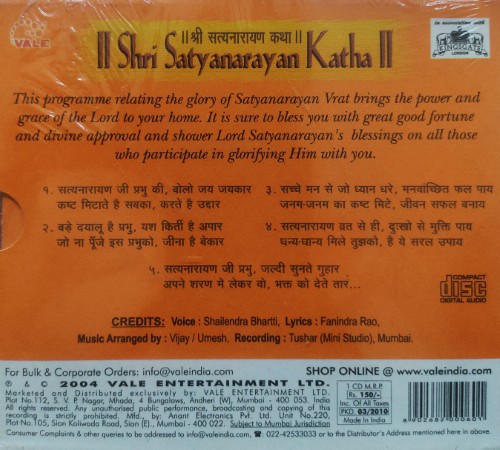 VALE
॥श्री सत्यनारायण कथा॥
In association with
KINGSGATE
LONDON
॥ Shri Satyanarayan Katha ॥
This programme relating the glory of Satyanarayan Vrat brings the power and
grace of the Lord to your home. It is sure to bless you with great good fortune
and divine approval and shower Lord Satyanarayan's blessings on all those
who participate in glorifying Him with you.
१. सत्यनारायण जी प्रभु की, बोलो जय जयकार
कष्ट मिटाते है सबका, करते है उद्दार
२. बड़े दयालू है प्रभु, यश किर्ती है अपार
जो ना पूँजे इस प्रभुको, जीना है बेकार
३. सच्चे मन से जो ध्यान धरे, मनवांच्छित फल पाय
जनम-जनम का कष्ट मिटे, जीवन सफल बनाय
४. सत्यनारायण व्रत से ही, दुःखो से मुक्ति पाय
धन्य-धान्य मिले तुझको, है ये सरल उपाय
५. सत्यनारायण जी प्रभु, जल्दी सुनते गुहार
अपने शरण मे लेकर वो, भक्त को देते तार...
COMPACT
disc
DIGITAL AUDIO
CREDITS: Voice : Shailendra Bhartti, Lyrics : Fanindra Rao,
Music Arranged by : Vijay / Umesh, Recording : Tushar (Mini Studio), Mumbai.
For Bulk & Corporate Orders: info@valeindia.com
SHOP ONLINE @ www.valeindia.com
℗ & © 2004 VALE ENTERTAINMENT LTD.
Marketed and Distributed exclusively by: VALE ENTERTAINMENT LTD.
Plot No.112, S. V. P. Nagar, Mhada, 4 Bungalows, Andheri (W), Mumbai - 400 053. India.
All rights reserved. Any unauthorised public performance, broadcasting and copying of this
recording is strictly prohibited. Mfd., by: Anant Electronics Pvt. Ltd. Unit No.220,
Plot No.105, Sion Koliwada Road, Sion (E), Mumbai - 400 022. Subject to Mumbai Jurisdiction
Consumer Complaints & other queries to be addressed to info@valeindia.com ☎ 022-42533033 or to the Distributor's Address mentioned here in above.
1 CD M.R.P.
Rs. 150/-
Inc. Of All Taxes
PKD. 03/2010
Made In India
8902687000601